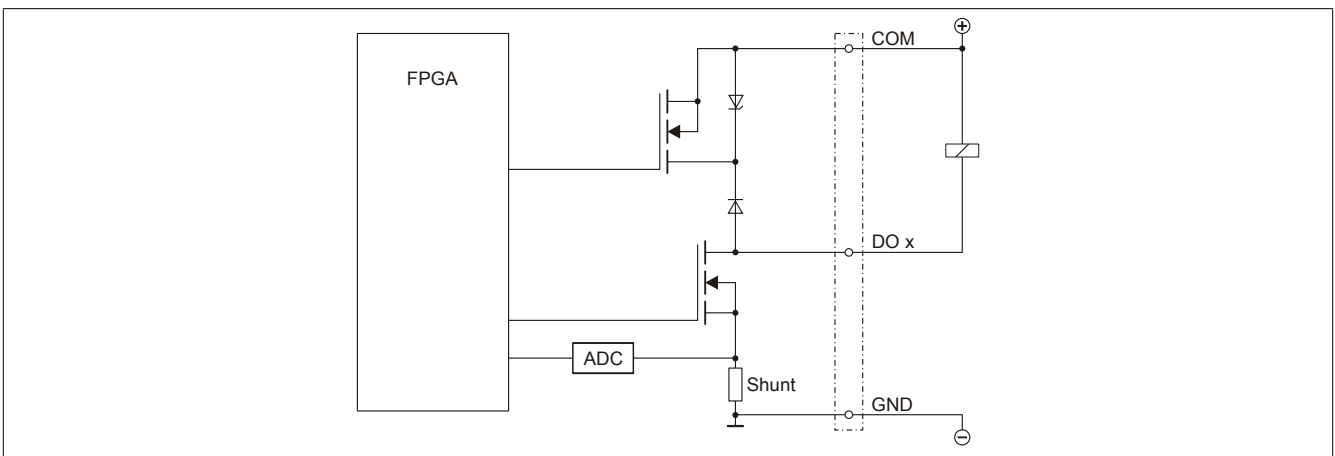 COM
FPGA
DO x
ADC
Shunt
GND